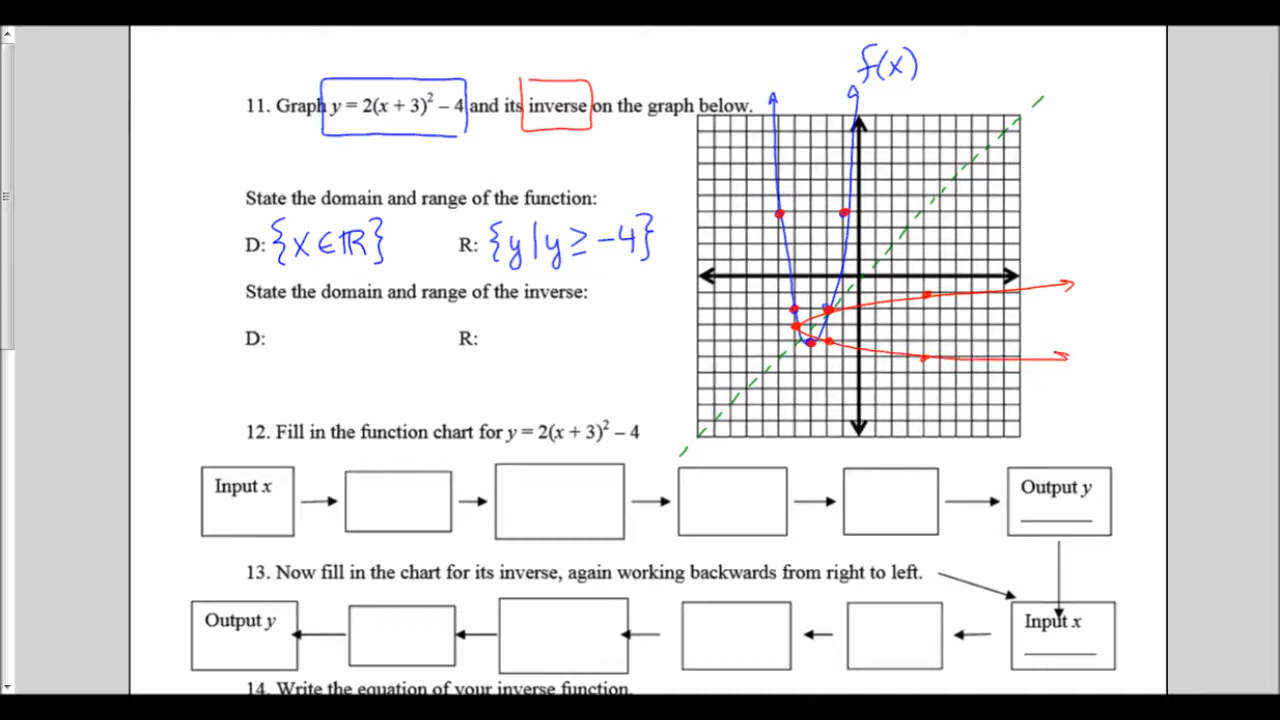 f(x)
11. Graph y = 2(x + 3)² – 4 and its inverse on the graph below.
State the domain and range of the function:
D: {x ∈ ℝ} R: {y | y ≥ -4}
State the domain and range of the inverse:
D: R:
12. Fill in the function chart for y = 2(x + 3)² – 4
Input x Output y
13. Now fill in the chart for its inverse, again working backwards from right to left.
Output y Input x
14. Write the equation of your inverse function.